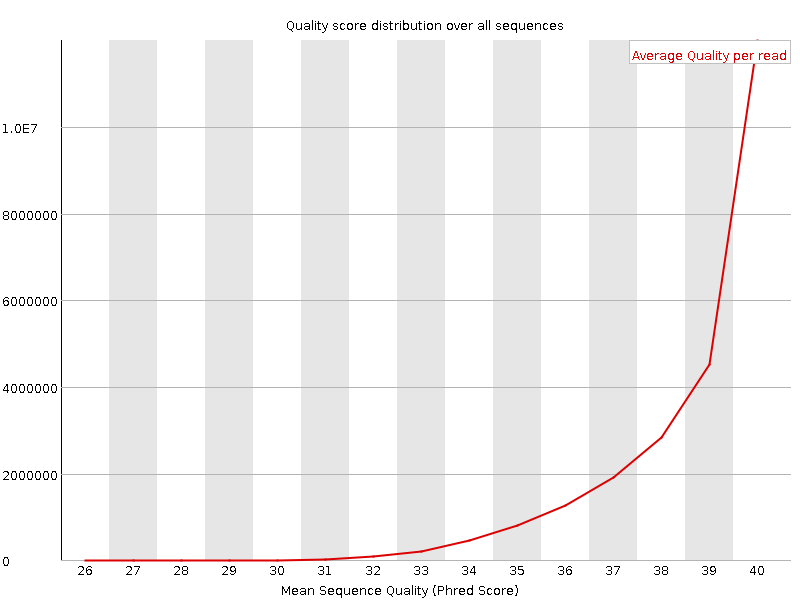 Quality score distribution over all sequences
Average Quality per read
1.0E7
8000000
6000000
4000000
2000000
0
26 27 28 29 30 31 32 33 34 35 36 37 38 39 40
Mean Sequence Quality (Phred Score)